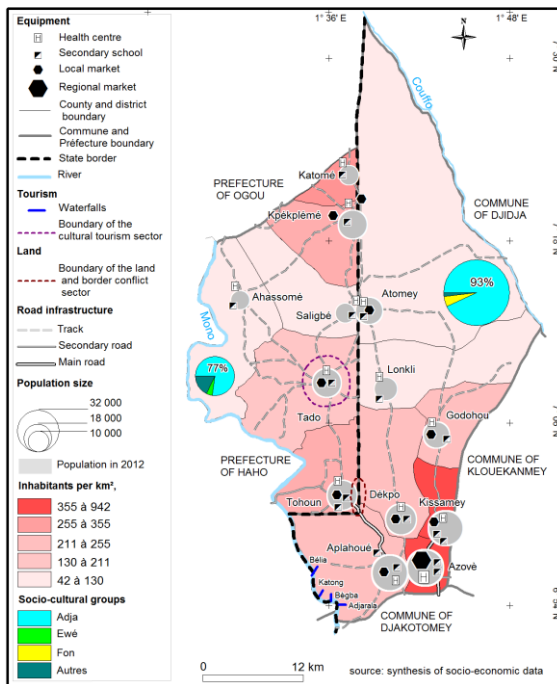 Equipment
Health centre
Secondary school
Local market
Regional market
County and district
boundary
Commune and
Préfecture boundary
State border
River
Tourism
Waterfalls
Boundary of the
cultural tourism sector
Land
Boundary of the land
and border conflict
sector
Road infrastructure
Track
Secondary road
Main road
Population size
32 000
18 000
10 000
Population in 2012
Inhabitants per km²,
355 à 942
255 à 355
211 à 255
130 à 211
42 à 130
Socio-cultural groups
Adja
Ewé
Fon
Autres
1° 36' E
1° 48' E
Couffo
Katomé
PREFECTURE
OF OGOU
Kpékplémé
COMMUNE
OF DJIDJA
93%
Ahassomé
Saligbé
Atomey
Mono
77%
Lonkli
Tado
Godohou
PREFECTURE
OF HAHO
COMMUNE OF
KLOUEKANMEY
Tohoun
Dékpo
Kissamey
Aplahoué
Azovè
Bélia
Katong
Bègba
Adjarala
COMMUNE OF
DJAKOTOMEY
0
12 km
source: synthesis of socio-economic data